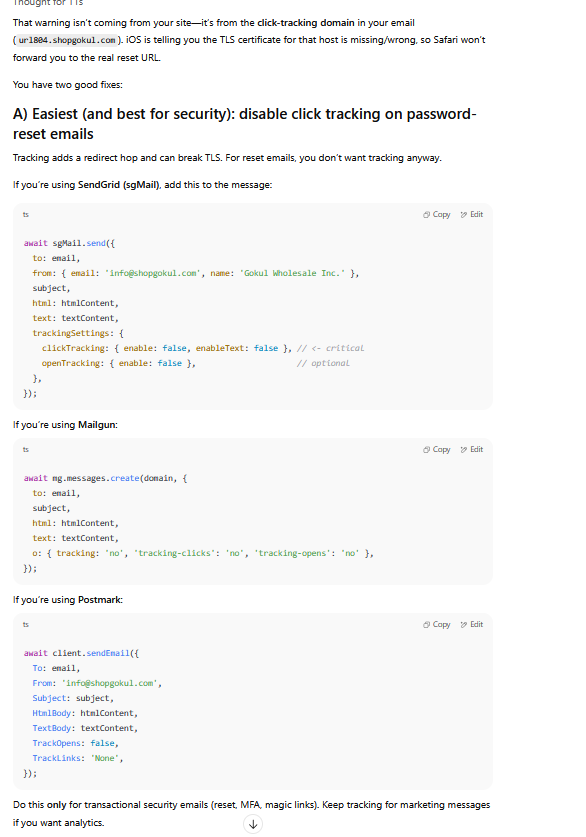 Thought for 11s
That warning isn't coming from your site—it's from the click-tracking domain in your email
( url804.shopgokul.com ). iOS is telling you the TLS certificate for that host is missing/wrong, so Safari won't
forward you to the real reset URL.
You have two good fixes:
A) Easiest (and best for security): disable click tracking on password-
reset emails
Tracking adds a redirect hop and can break TLS. For reset emails, you don't want tracking anyway.
If you're using SendGrid (sgMail), add this to the message:
ts Copy Edit
await sgMail.send({
  to: email,
  from: { email: 'info@shopgokul.com', name: 'Gokul Wholesale Inc.' },
  subject,
  html: htmlContent,
  text: textContent,
  trackingSettings: {
    clickTracking: { enable: false, enableText: false }, // <- critical
    openTracking: { enable: false }, // optional
  },
});
If you're using Mailgun:
ts Copy Edit
await mg.messages.create(domain, {
  to: email,
  subject,
  html: htmlContent,
  text: textContent,
  o: { tracking: 'no', 'tracking-clicks': 'no', 'tracking-opens': 'no' },
});
If you're using Postmark:
ts Copy Edit
await client.sendEmail({
  To: email,
  From: 'info@shopgokul.com',
  Subject: subject,
  HtmlBody: htmlContent,
  TextBody: textContent,
  TrackOpens: false,
  TrackLinks: 'None',
});
Do this only for transactional security emails (reset, MFA, magic links). Keep tracking for marketing messages
if you want analytics.